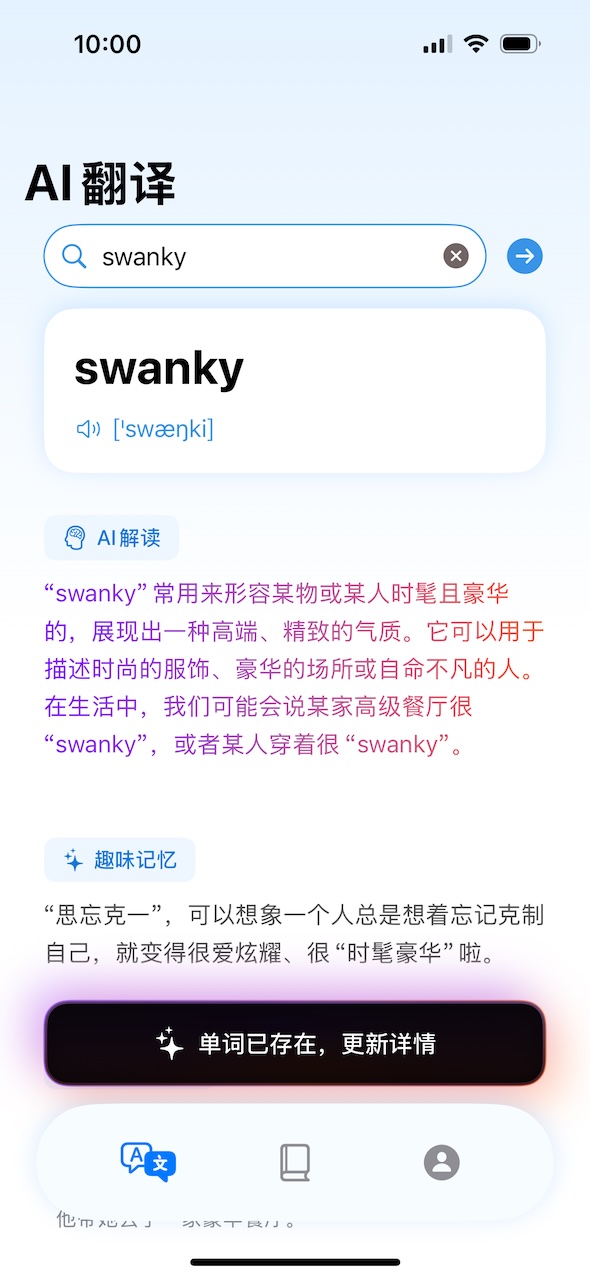 10:00
AI翻译
swanky
swanky
['swæŋki]
AI解读
“swanky” 常用来形容某物或某人时髦且豪华
的，展现出一种高端、精致的气质。它可以用于
描述时尚的服饰、豪华的场所或自命不凡的人。
在生活中，我们可能会说某家高级餐厅很
“swanky”，或者某人穿着很 “swanky”。
趣味记忆
“思忘克一”，可以想象一个人总是想着忘记克制
自己，就变得很爱炫耀、很 “时髦豪华” 啦。
单词已存在，更新详情
A 文